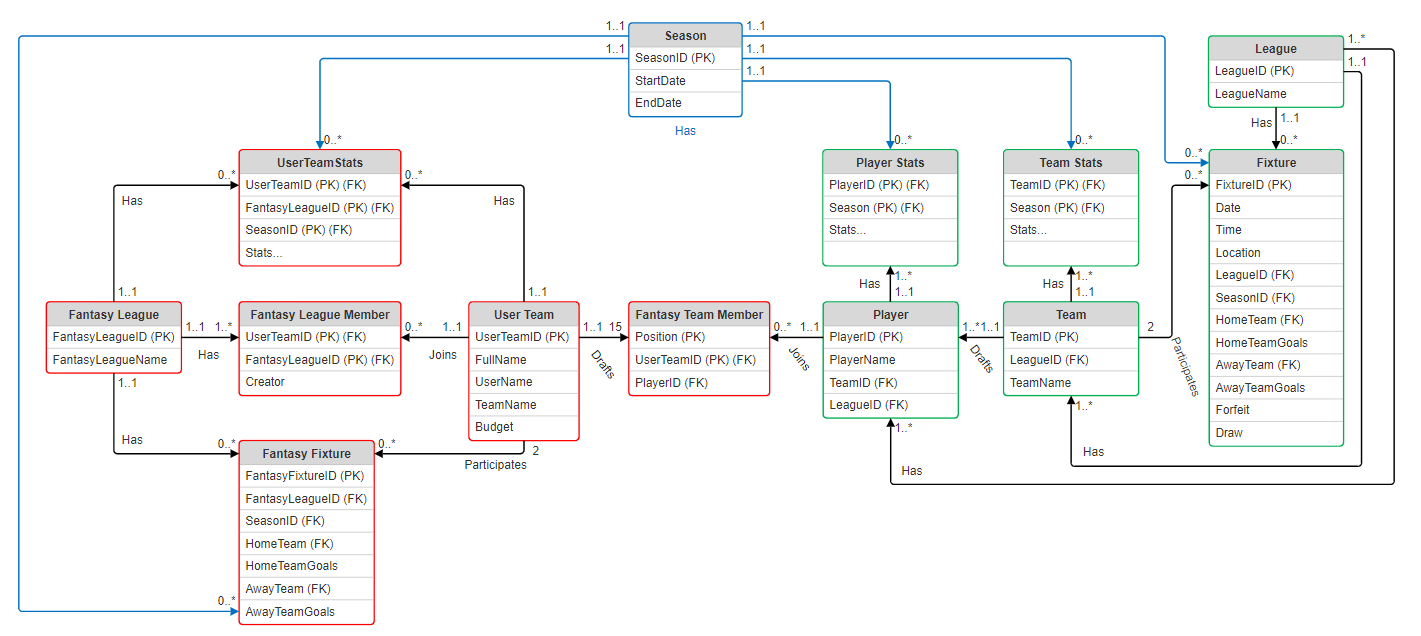 1..1
Season
1..1
1..1
SeasonID (PK)
1..1
StartDate
1..1
EndDate
Has
League
1..*
LeagueID (PK)
1..1
LeagueName
Has
1..1
0..*
0..*
0..*
0..*
0..*
UserTeamStats
UserTeamID (PK) (FK)
FantasyLeagueID (PK) (FK)
SeasonID (PK) (FK)
Stats...
0..*
Has
0..*
Has
Player Stats
PlayerID (PK) (FK)
Season (PK) (FK)
Stats...
Team Stats
TeamID (PK) (FK)
Season (PK) (FK)
Stats...
0..*
Fixture
FixtureID (PK)
Date
Time
Location
LeagueID (FK)
SeasonID (FK)
HomeTeam (FK)
HomeTeamGoals
AwayTeam (FK)
AwayTeamGoals
Forfeit
Draw
1..1
1..1
Has
1..*
1..1
Has
1..*
1..1
Fantasy League
FantasyLeagueID (PK)
FantasyLeagueName
1..1
1..*
Has
Fantasy League Member
UserTeamID (PK) (FK)
FantasyLeagueID (PK) (FK)
Creator
0..*
1..1
Joins
User Team
UserTeamID (PK)
FullName
UserName
TeamName
Budget
1..1
15
Drafts
Fantasy Team Member
Position (PK)
UserTeamID (PK) (FK)
PlayerID (FK)
0..*
1..1
Joins
Player
PlayerID (PK)
PlayerName
TeamID (FK)
LeagueID (FK)
1..*
1..1
Drafts
Team
TeamID (PK)
LeagueID (FK)
TeamName
2
Participates
1..1
Has
0..*
1..*
Has
1..*
Has
0..*
2
Participates
Fantasy Fixture
FantasyFixtureID (PK)
FantasyLeagueID (FK)
SeasonID (FK)
HomeTeam (FK)
HomeTeamGoals
AwayTeam (FK)
0..*
AwayTeamGoals